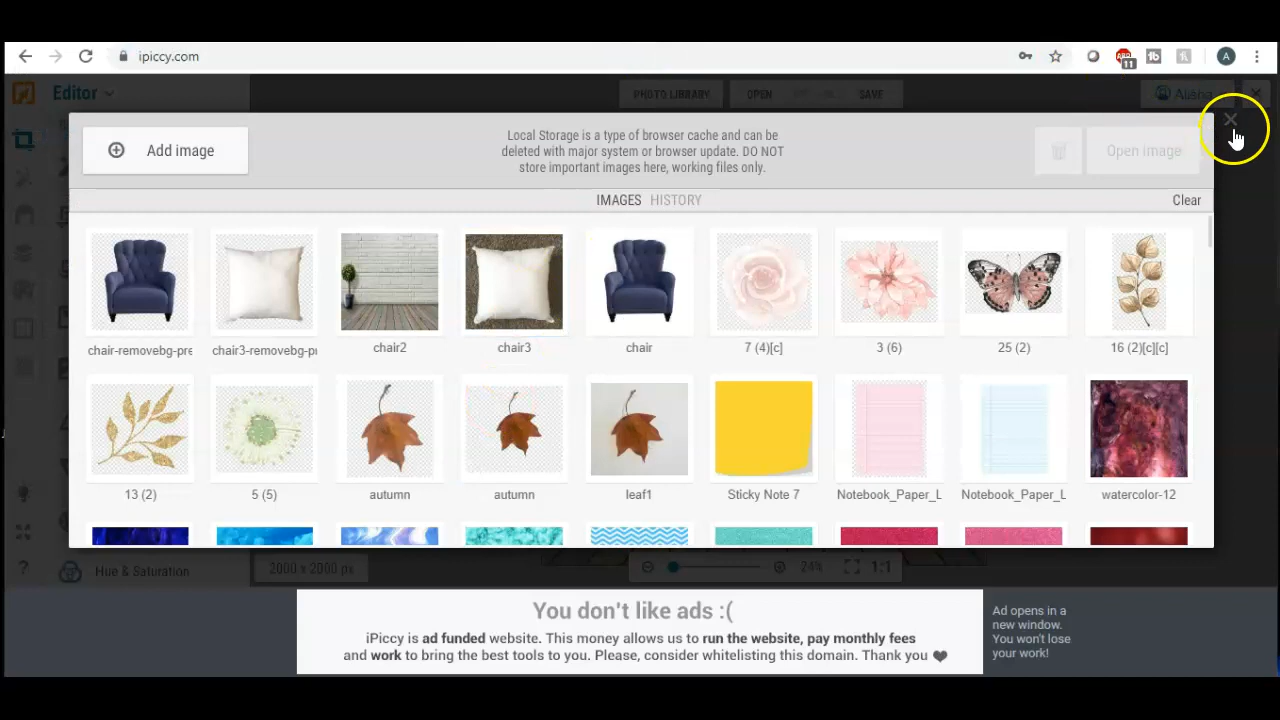 ipiccy.com
ABP
11
tb
A
Editor
PHOTO LIBRARY
OPEN
SAVE
Alisha
Add image
Local Storage is a type of browser cache and can be
deleted with major system or browser update. DO NOT
store important images here, working files only.
Open image
IMAGES HISTORY
Clear
chair-removebg-pre
chair3-removebg-pr
chair2
chair3
chair
7 (4)[c]
3 (6)
25 (2)
16 (2)[c][c]
13 (2)
5 (5)
autumn
autumn
leaf1
Sticky Note 7
Notebook_Paper_L
Notebook_Paper_L
watercolor-12
?
Hue & Saturation
2000 x 2000 px
24%
1:1
You don't like ads :(
iPiccy is ad funded website. This money allows us to run the website, pay monthly fees
and work to bring the best tools to you. Please, consider whitelisting this domain. Thank you
Ad opens in a
new window.
You won't lose
your work!